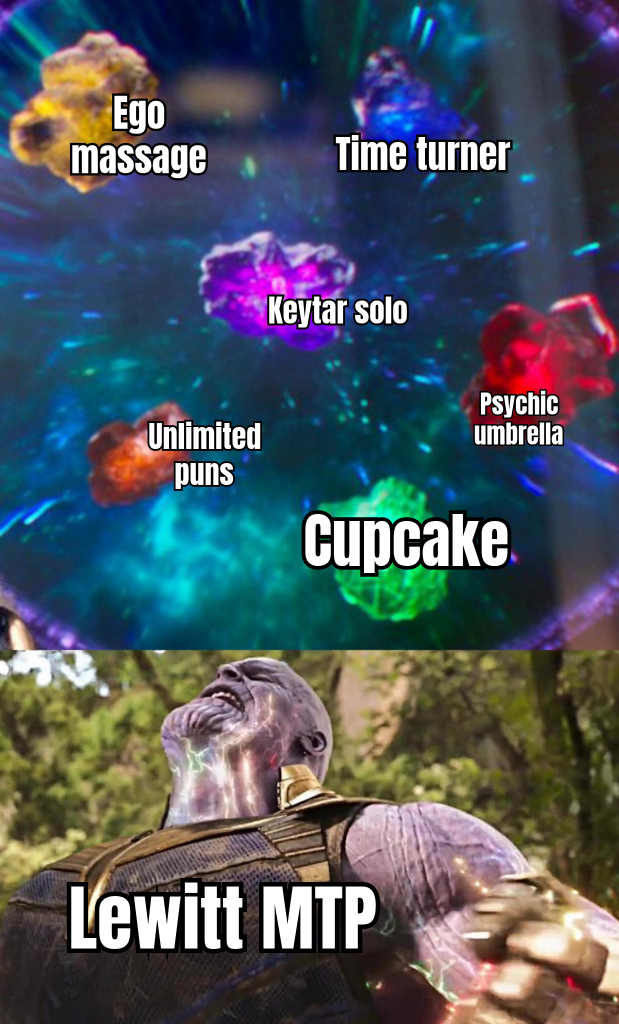 Ego
massage
Time turner
Keytar solo
Psychic
umbrella
Unlimited
puns
Cupcake
Lewitt MTP